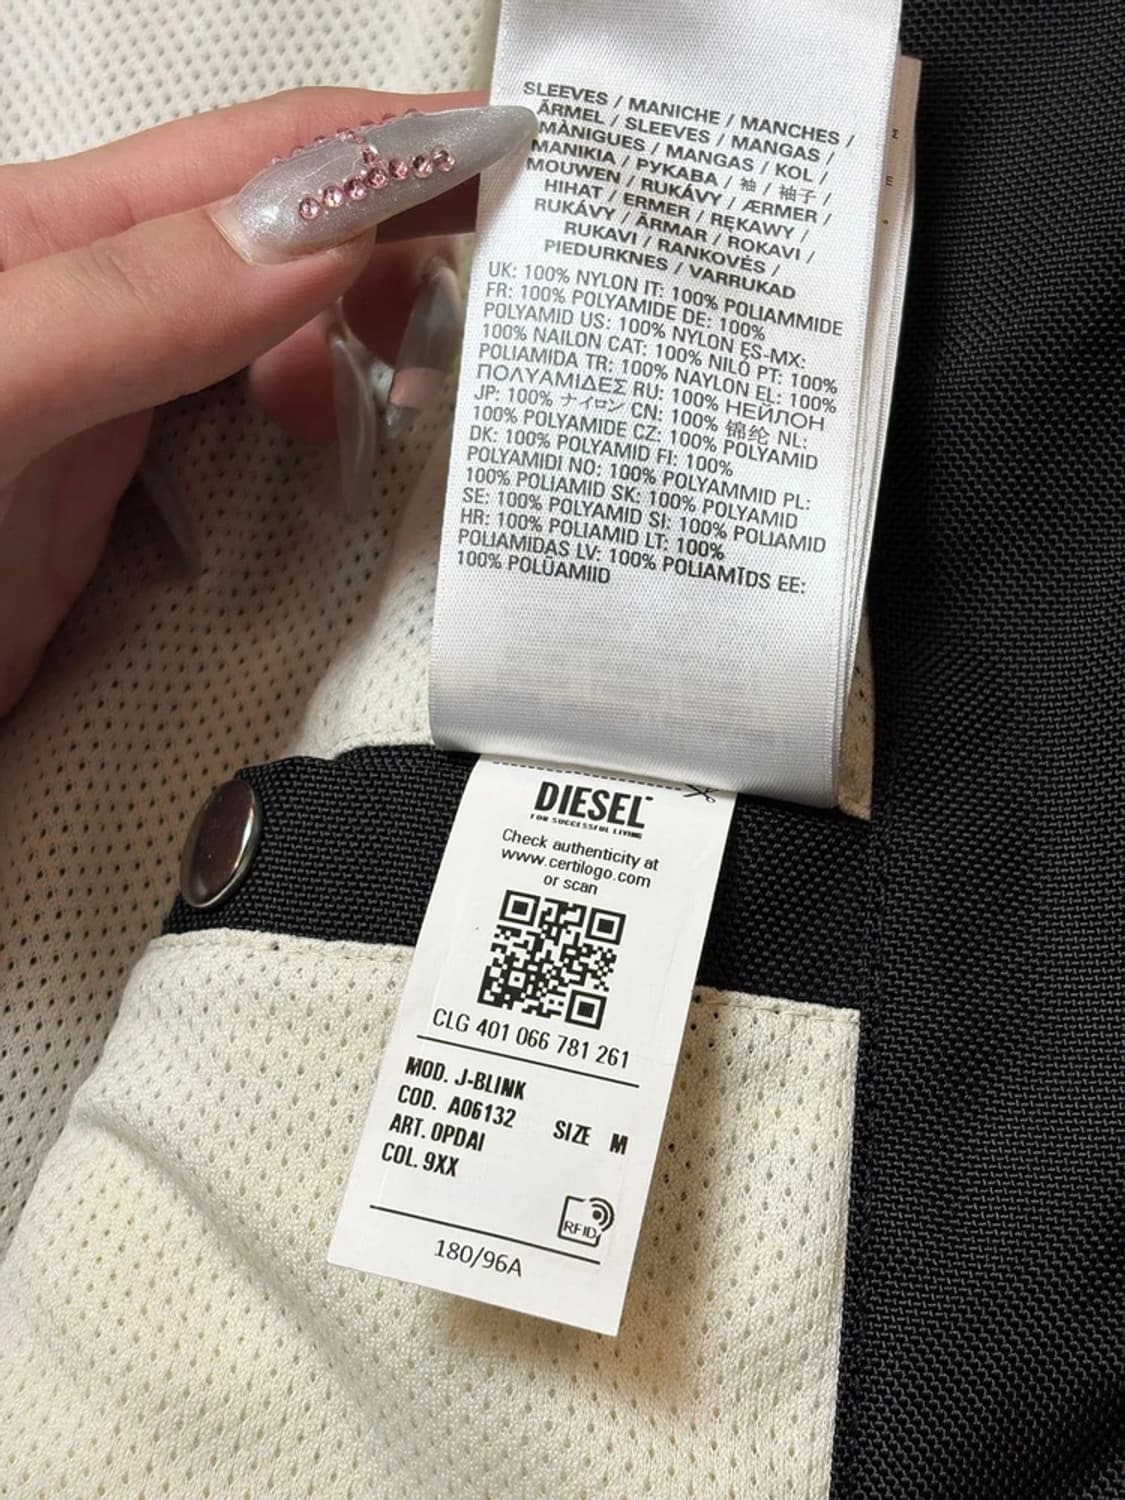 SLEEVES / MANICHE / MANCHES /
ÄRMEL / SLEEVES / MANGAS /
MÀNIGUES / MANGAS / KOL /
MANIKIA / РУКАВА / 袖 / 袖子 /
MOUWEN / RUKÁVY / ÆRMER /
HIHAT / ERMER / RĘKAWY /
RUKÁVY / ÄRMAR / ROKAVI /
RUKAVI / RANKOVĖS /
PIEDURKNES / VARRUKAD
UK: 100% NYLON IT: 100% POLIAMMIDE
FR: 100% POLYAMIDE DE: 100%
POLYAMID US: 100% NYLON ES-MX:
100% NAILON CAT: 100% NILÓ PT: 100%
POLIAMIDA TR: 100% NAYLON EL: 100%
ΠΟΛΥΑΜΙΔΕΣ RU: 100% НЕЙЛОН
JP: 100% ナイロン CN: 100% 锦纶 NL:
100% POLYAMIDE CZ: 100% POLYAMID
DK: 100% POLYAMID FI: 100%
POLYAMIDI NO: 100% POLYAMMID PL:
100% POLIAMID SK: 100% POLYAMID
SE: 100% POLYAMID SI: 100% POLIAMID
HR: 100% POLIAMID LT: 100%
POLIAMIDAS LV: 100% POLIAMĪDS EE:
100% POLÜAMIID
DIESEL
FOR SUCCESSFUL LIVING
Check authenticity at
www.certilogo.com
or scan
CLG 401 066 781 261
MOD. J-BLINK
COD. A06132
ART. 0PDAI
SIZE M
COL. 9XX
RFID
180/96A